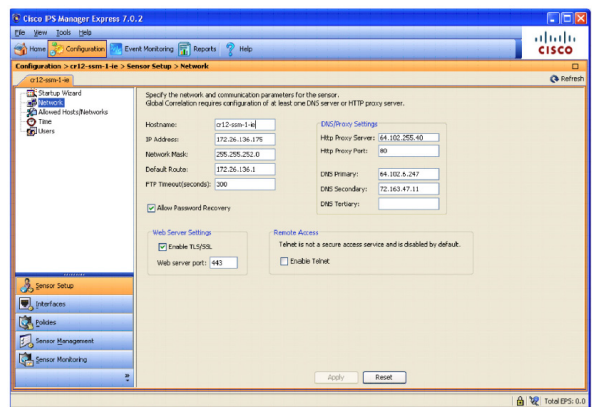 Cisco IPS Manager Express 7.0.2
File View Tools Help
Home Configuration Event Monitoring Reports Help
CISCO
Configuration > cr12-ssm-1-ie > Sensor Setup > Network
cr12-ssm-1-ie
Refresh
Startup Wizard
Network
Allowed Hosts/Networks
Time
Users
Specify the network and communication parameters for the sensor.
Global Correlation requires configuration of at least one DNS server or HTTP proxy server.
Hostname: cr12-ssm-1-ie
IP Address: 172.26.136.175
Network Mask: 255.255.252.0
Default Route: 172.26.136.1
FTP Timeout(seconds): 300
Allow Password Recovery
DNS/Proxy Settings
Http Proxy Server: 64.102.255.40
Http Proxy Port: 80
DNS Primary: 64.102.6.247
DNS Secondary: 72.163.47.11
DNS Tertiary:
Web Server Settings
Enable TLS/SSL
Web server port: 443
Remote Access
Telnet is not a secure access service and is disabled by default.
Enable Telnet
Sensor Setup
Interfaces
Policies
Sensor Management
Sensor Monitoring
Apply Reset
Total EPS: 0.0